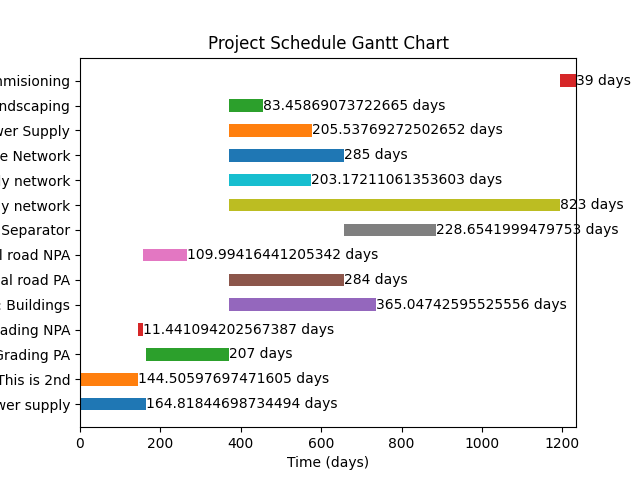 Project Schedule Gantt Chart
mmisioning 39 days
ndscaping 83.45869073722665 days
wer Supply 205.53769272502652 days
e Network 285 days
y network 203.17211061353603 days
y network 823 days
Separator 228.6541999479753 days
l road NPA 109.99416441205342 days
al road PA 284 days
Buildings 365.04742595525556 days
ading NPA 11.441094202567387 days
Grading PA 207 days
This is 2nd 144.50597697471605 days
wer supply 164.81844698734494 days
0 200 400 600 800 1000 1200
Time (days)